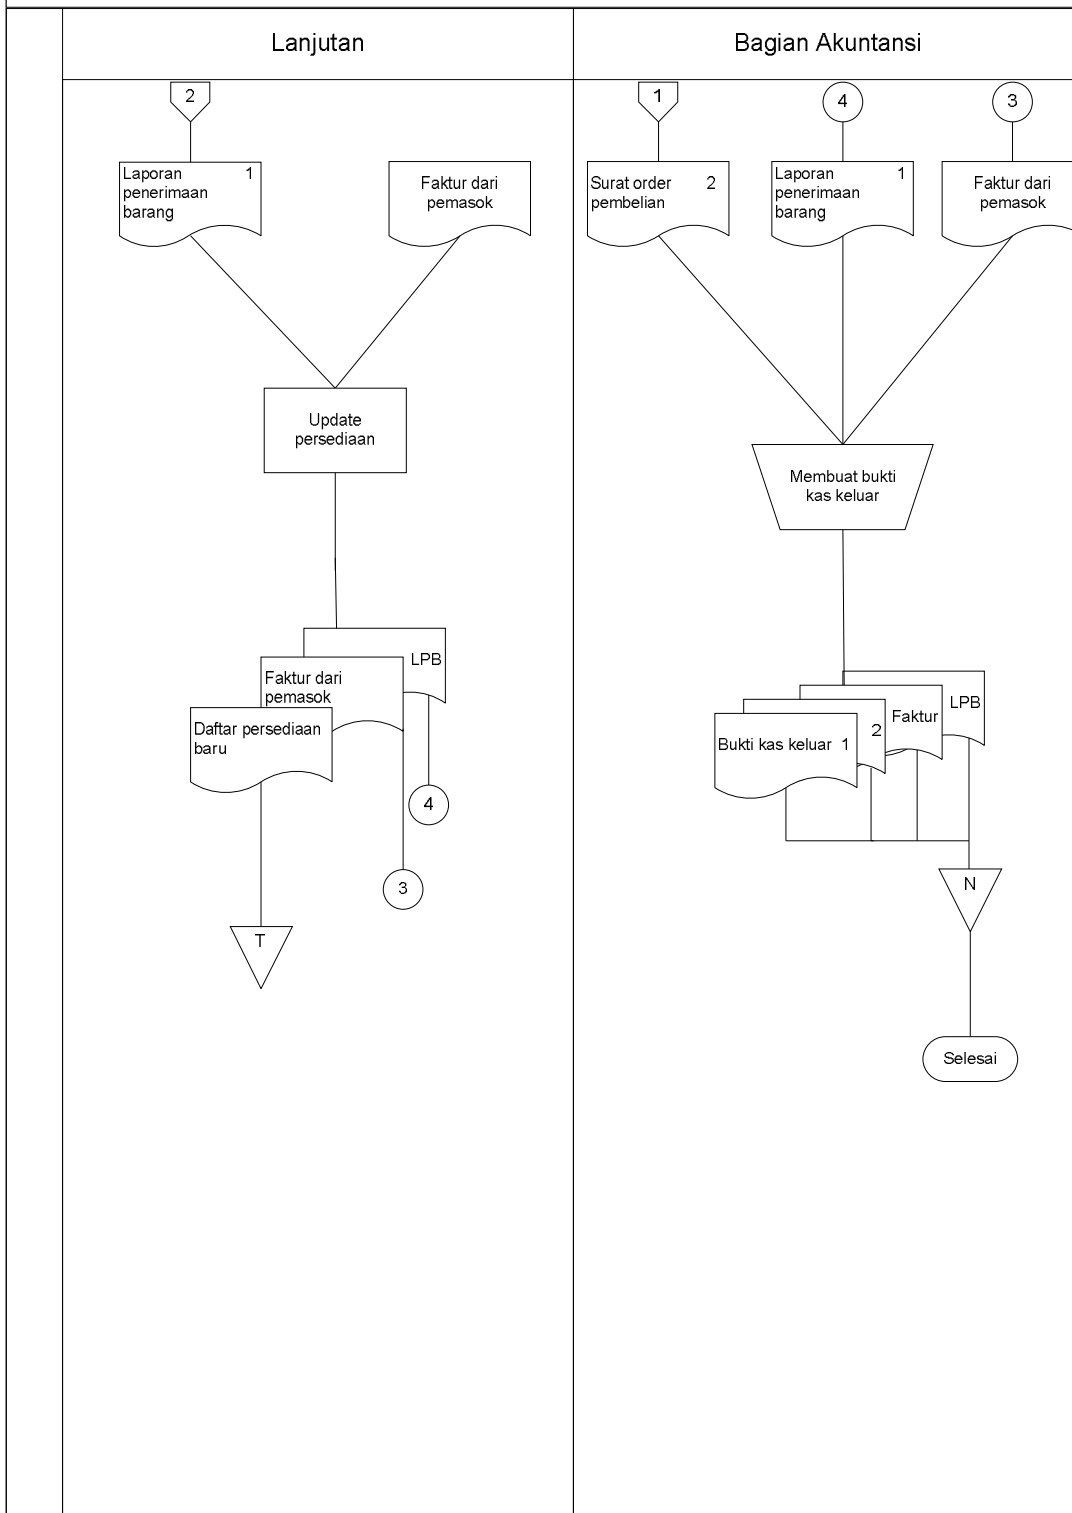 Lanjutan
Bagian Akuntansi
2
1
4
3
Laporan 1
penerimaan
barang
Faktur dari
pemasok
Surat order 2
pembelian
Laporan 1
penerimaan
barang
Faktur dari
pemasok
Update
persediaan
Membuat bukti
kas keluar
LPB
Faktur dari
pemasok
Daftar persediaan
baru
4
3
T
LPB
Faktur
2
Bukti kas keluar 1
N
Selesai